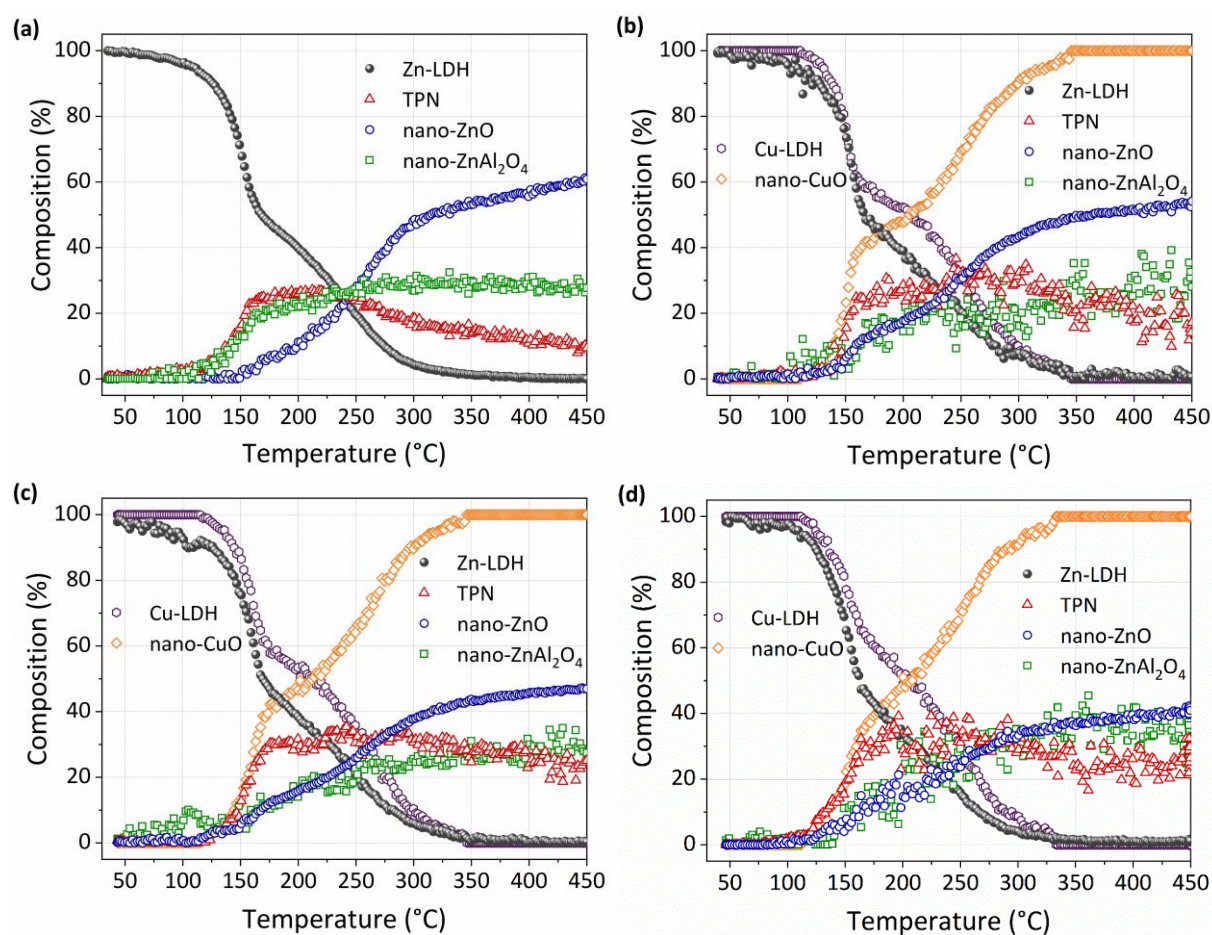 (a)
Composition (%)
100
80
60
40
20
0
Zn-LDH
TPN
nano-ZnO
nano-ZnAl₂O₄
50 100 150 200 250 300 350 400 450
Temperature (°C)
(b)
Composition (%)
100
80
60
40
20
0
Cu-LDH
nano-CuO
Zn-LDH
TPN
nano-ZnO
nano-ZnAl₂O₄
50 100 150 200 250 300 350 400 450
Temperature (°C)
(c)
Composition (%)
100
80
60
40
20
0
Cu-LDH
nano-CuO
Zn-LDH
TPN
nano-ZnO
nano-ZnAl₂O₄
50 100 150 200 250 300 350 400 450
Temperature (°C)
(d)
Composition (%)
100
80
60
40
20
0
Cu-LDH
nano-CuO
Zn-LDH
TPN
nano-ZnO
nano-ZnAl₂O₄
50 100 150 200 250 300 350 400 450
Temperature (°C)